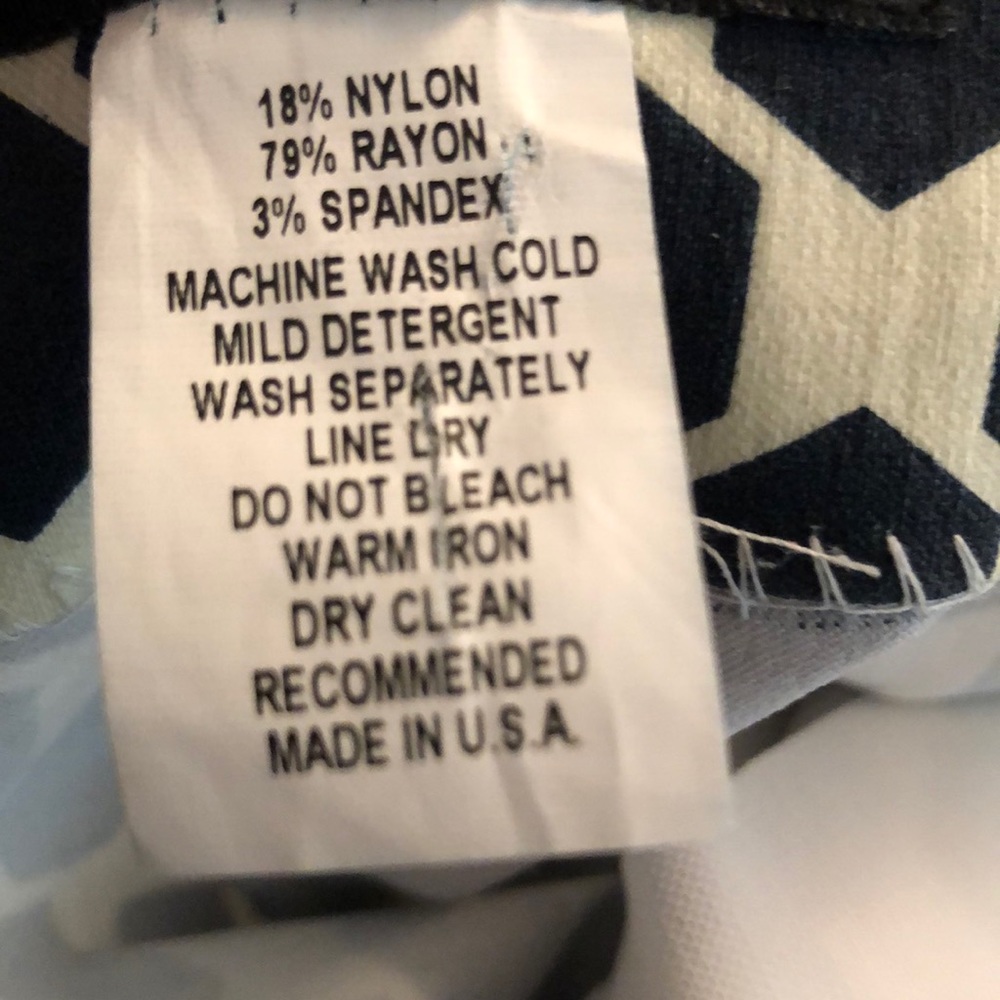 18% NYLON
79% RAYON
3% SPANDEX
MACHINE WASH COLD
MILD DETERGENT
WASH SEPARATELY
LINE DRY
DO NOT BLEACH
WARM IRON
DRY CLEAN
RECOMMENDED
MADE IN U.S.A.